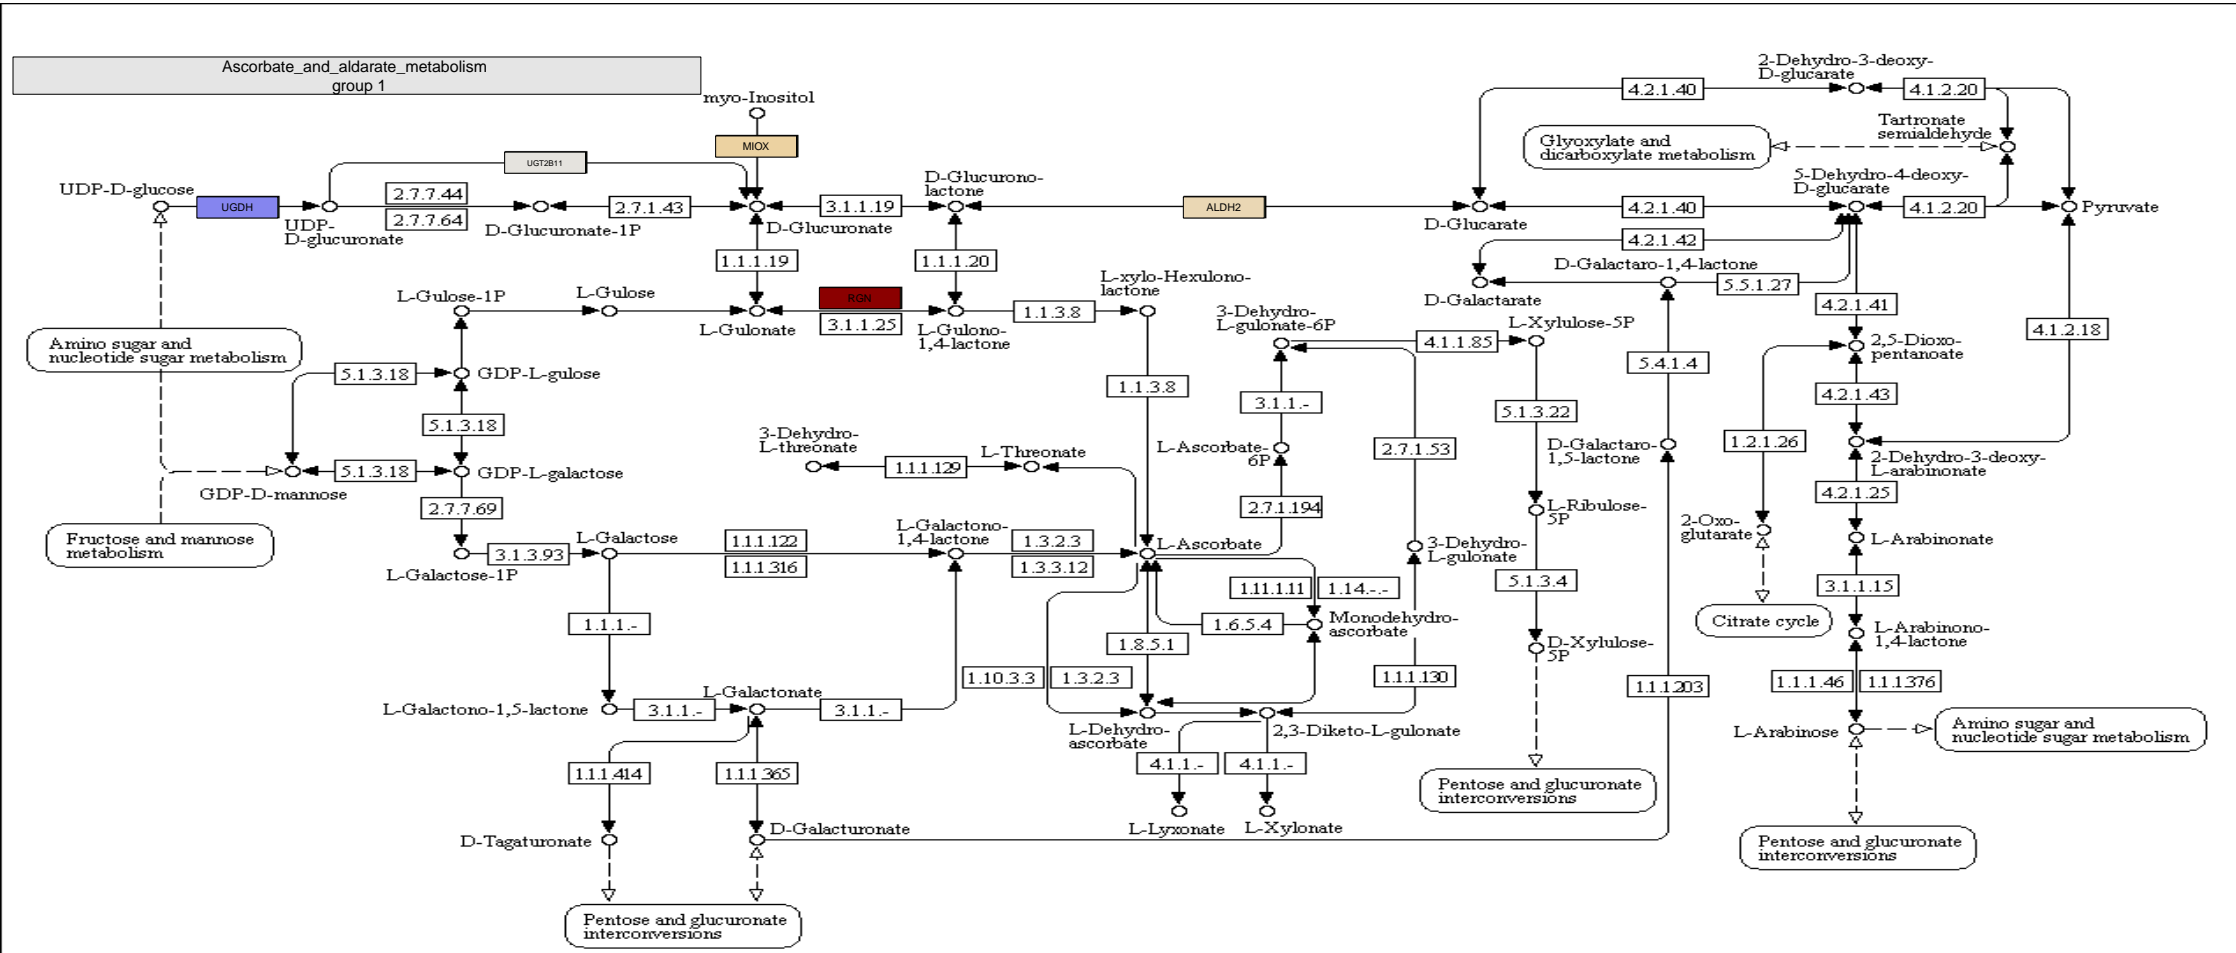 Ascorbate_and_aldarate_metabolism
group 1
myo-Inositol
MIOX
UGT2B11
UDP-D-glucose
UGDH
UDP-
D-glucuronate
2.7.7.44
2.7.7.64
D-Glucuronate-1P
2.7.1.43
D-Glucuronate
3.1.1.19
D-Glucurono-
lactone
ALDH2
D-Glucarate
4.2.1.40
2-Dehydro-3-deoxy-
D-glucarate
4.1.2.20
Tartronate
semialdehyde
Glyoxylate and
dicarboxylate metabolism
5-Dehydro-4-deoxy-
D-glucarate
4.2.1.40
4.1.2.20
Pyruvate
4.2.1.42
D-Galactaro-1,4-lactone
D-Galactarate
5.5.1.27
1.1.1.19
1.1.1.20
L-Gulose-1P
L-Gulose
L-Gulonate
RGN
3.1.1.25
L-Gulono-
1,4-lactone
1.1.3.8
L-xylo-Hexulono-
lactone
1.1.3.8
3-Dehydro-
L-gulonate-6P
4.1.1.85
L-Xylulose-5P
5.4.1.4
4.2.1.41
4.1.2.18
2,5-Dioxo-
pentanoate
Amino sugar and
nucleotide sugar metabolism
5.1.3.18
GDP-L-gulose
5.1.3.18
5.1.3.18
GDP-L-galactose
GDP-D-mannose
2.7.7.69
Fructose and mannose
metabolism
3-Dehydro-
L-threonate
1.1.1.129
L-Threonate
3.1.1.-
L-Ascorbate-
6P
2.7.1.53
2.7.1.194
5.1.3.22
D-Galactaro-
1,5-lactone
1.2.1.26
4.2.1.43
2-Dehydro-3-deoxy-
L-arabinonate
4.2.1.25
L-Ribulose-
5P
2-Oxo-
glutarate
L-Arabinonate
L-Galactose-1P
3.1.3.93
L-Galactose
1.1.1.122
1.1.1.316
L-Galactono-
1,4-lactone
1.3.2.3
1.3.3.12
L-Ascorbate
3-Dehydro-
L-gulonate
1.11.1.11
1.14.-.-
5.1.3.4
3.1.1.15
Citrate cycle
1.1.1.-
1.6.5.4
Monodehydro-
ascorbate
1.8.5.1
D-Xylulose-
5P
L-Arabinono-
1,4-lactone
1.10.3.3
1.3.2.3
1.1.1.130
1.1.1.203
1.1.1.46
1.1.1.376
L-Galactono-1,5-lactone
3.1.1.-
L-Galactonate
3.1.1.-
L-Dehydro-
ascorbate
2,3-Diketo-L-gulonate
L-Arabinose
Amino sugar and
nucleotide sugar metabolism
1.1.1.414
1.1.1.365
4.1.1.-
4.1.1.-
Pentose and glucuronate
interconversions
L-Lyxonate
L-Xylonate
D-Tagaturonate
D-Galacturonate
Pentose and glucuronate
interconversions
Pentose and glucuronate
interconversions